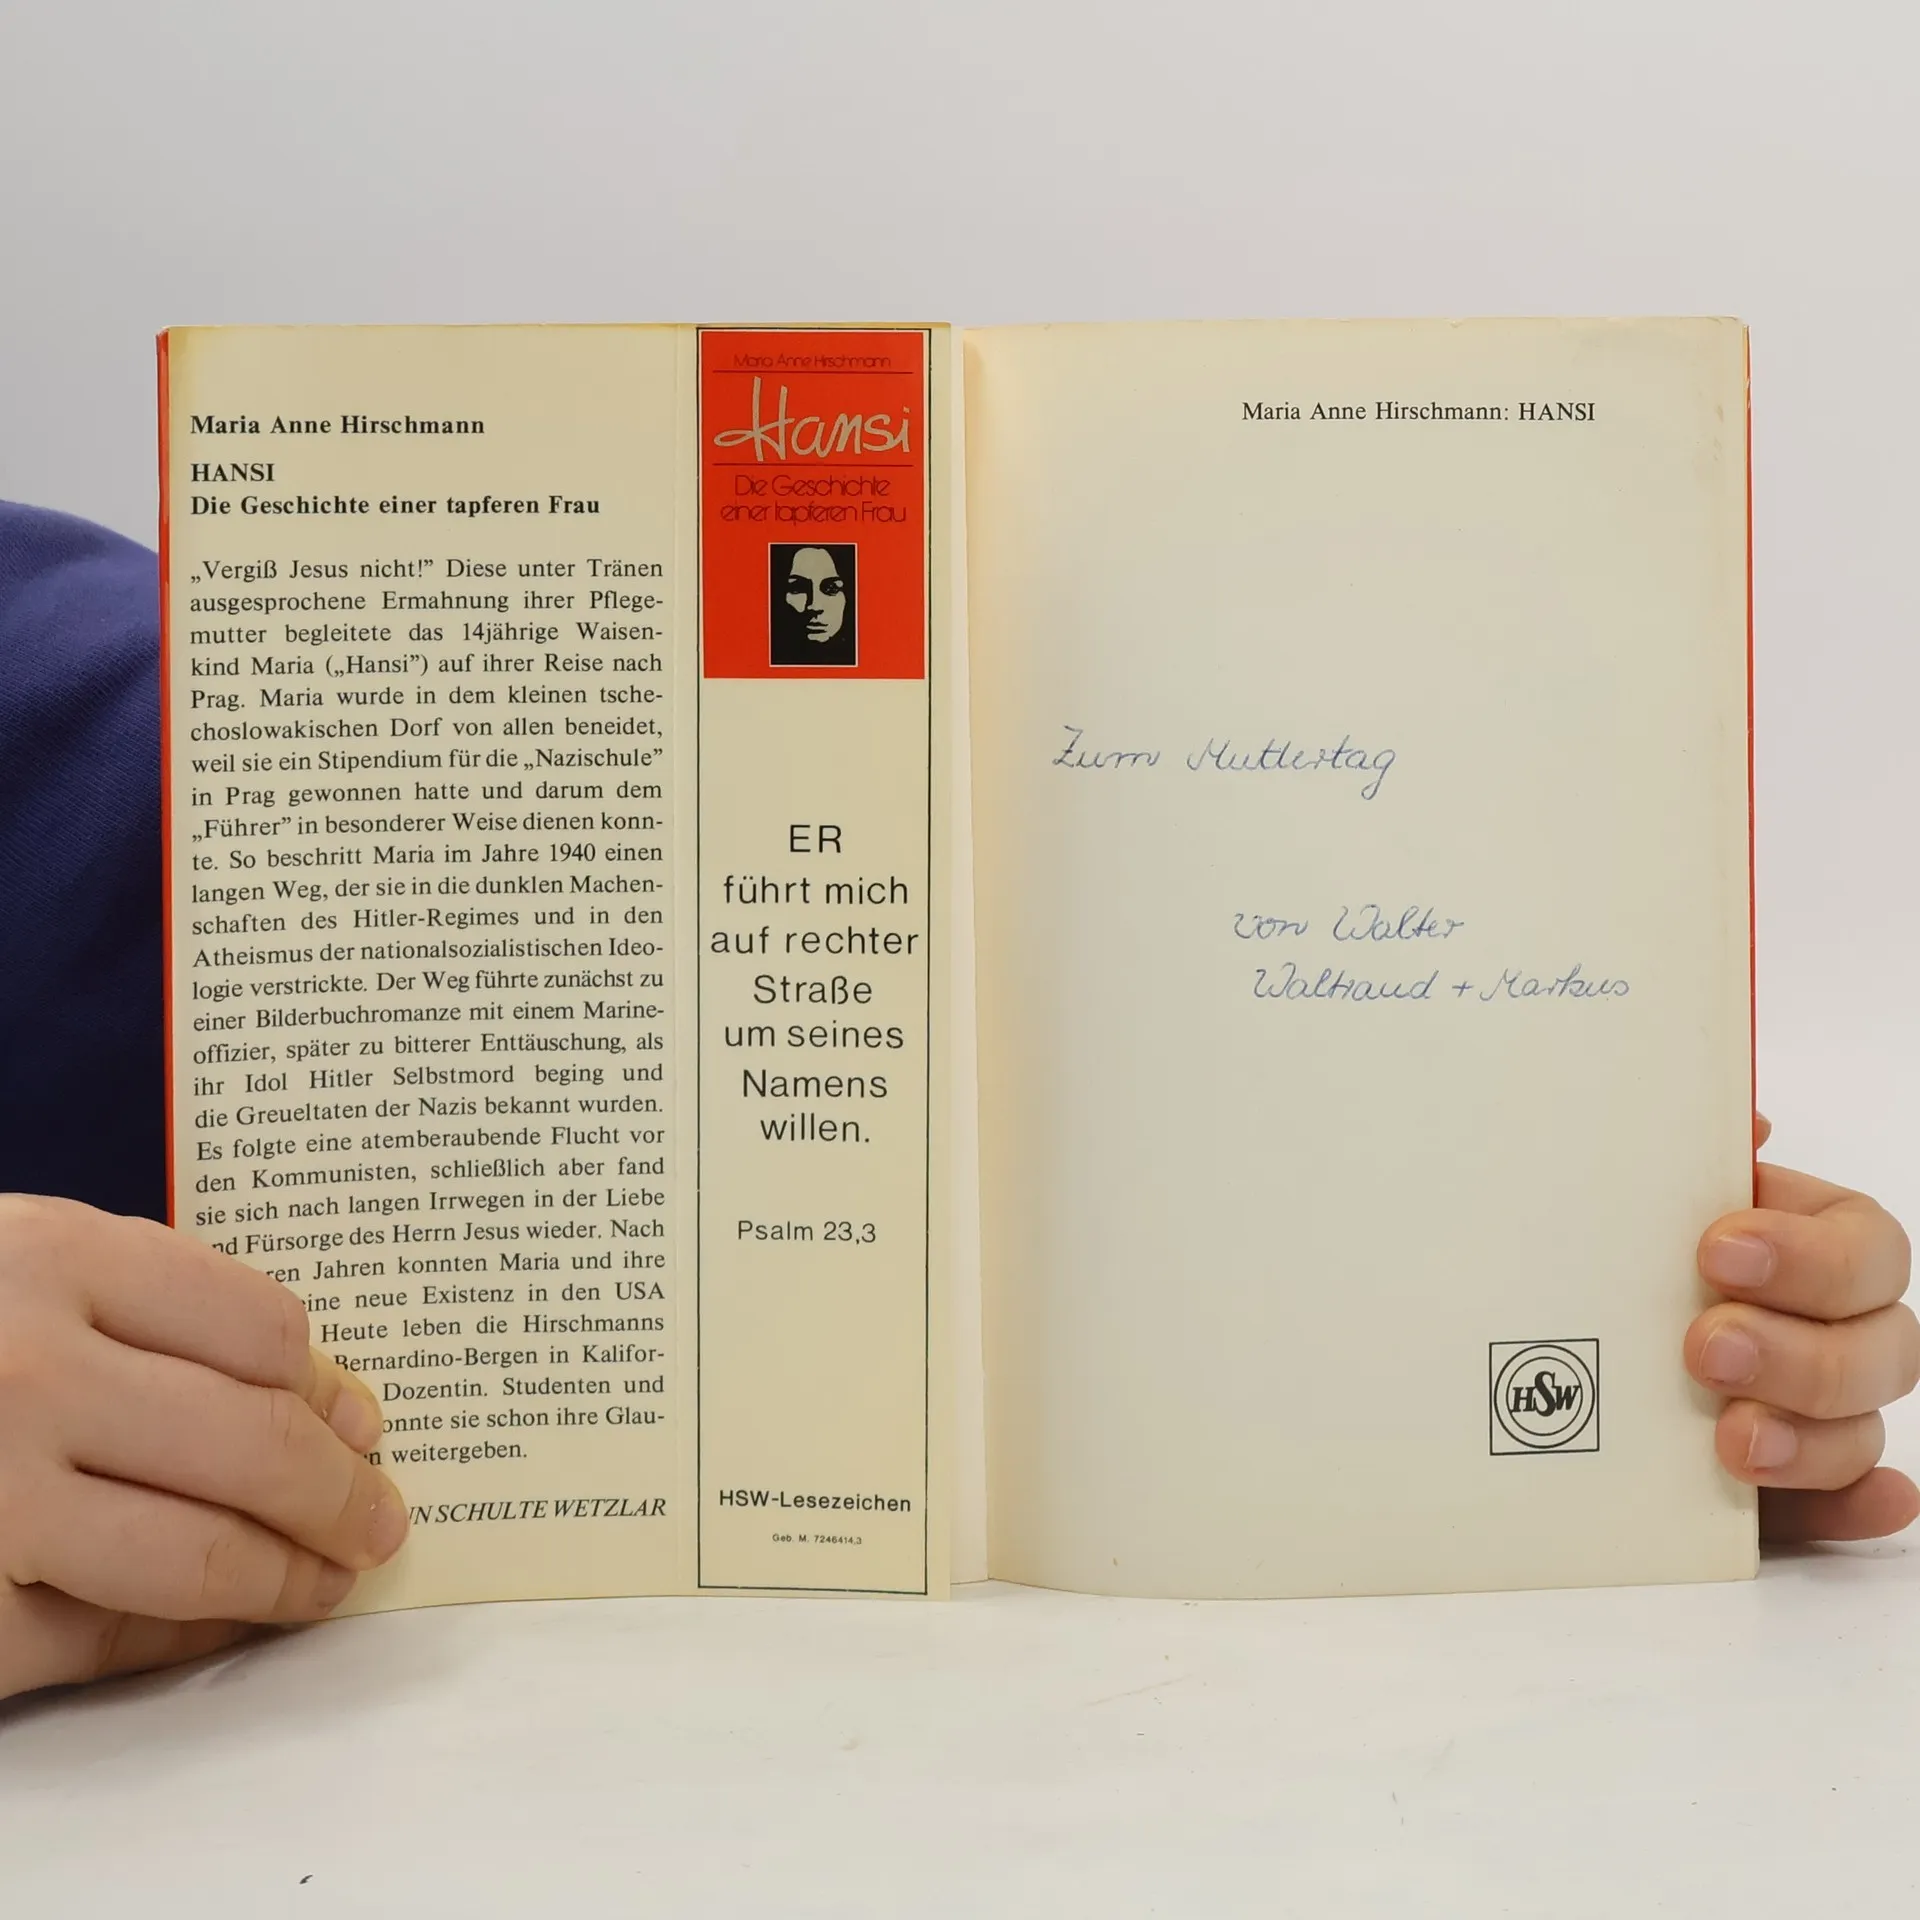 Maria Anne Hirschmann
HANSI
Die Geschichte einer tapferen Frau
„Vergiß Jesus nicht!” Diese unter Tränen
ausgesprochene Ermahnung ihrer Pflege-
mutter begleitete das 14jährige Waisen-
kind Maria („Hansi”) auf ihrer Reise nach
Prag. Maria wurde in dem kleinen tsche-
choslowakischen Dorf von allen beneidet,
weil sie ein Stipendium für die „Nazischule”
in Prag gewonnen hatte und darum dem
„Führer” in besonderer Weise dienen konn-
te. So beschritt Maria im Jahre 1940 einen
langen Weg, der sie in die dunklen Machen-
schaften des Hitler-Regimes und in den
Atheismus der nationalsozialistischen Ideo-
logie verstrickte. Der Weg führte zunächst zu
einer Bilderbuchromanze mit einem Marine-
offizier, später zu bitterer Enttäuschung, als
ihr Idol Hitler Selbstmord beging und
die Greueltaten der Nazis bekannt wurden.
Es folgte eine atemberaubende Flucht vor
den Kommunisten, schließlich aber fand
sie sich nach langen Irrwegen in der Liebe
nd Fürsorge des Herrn Jesus wieder. Nach
ren Jahren konnten Maria und ihre
ine neue Existenz in den USA
Heute leben die Hirschmanns
Bernardino-Bergen in Kalifor-
Dozentin. Studenten und
onnte sie schon ihre Glau-
n weitergeben.
NN SCHULTE WETZLAR
Maria Anne Hirschmann
Hansi
Die Geschichte
einer tapferen Frau
ER
führt mich
auf rechter
Straße
um seines
Namens
willen.
Psalm 23,3
HSW-Lesezeichen
Geb. M. 7246414,3
Maria Anne Hirschmann: HANSI
Zum Muttertag
von Walter
Waltraud + Markus
HSW